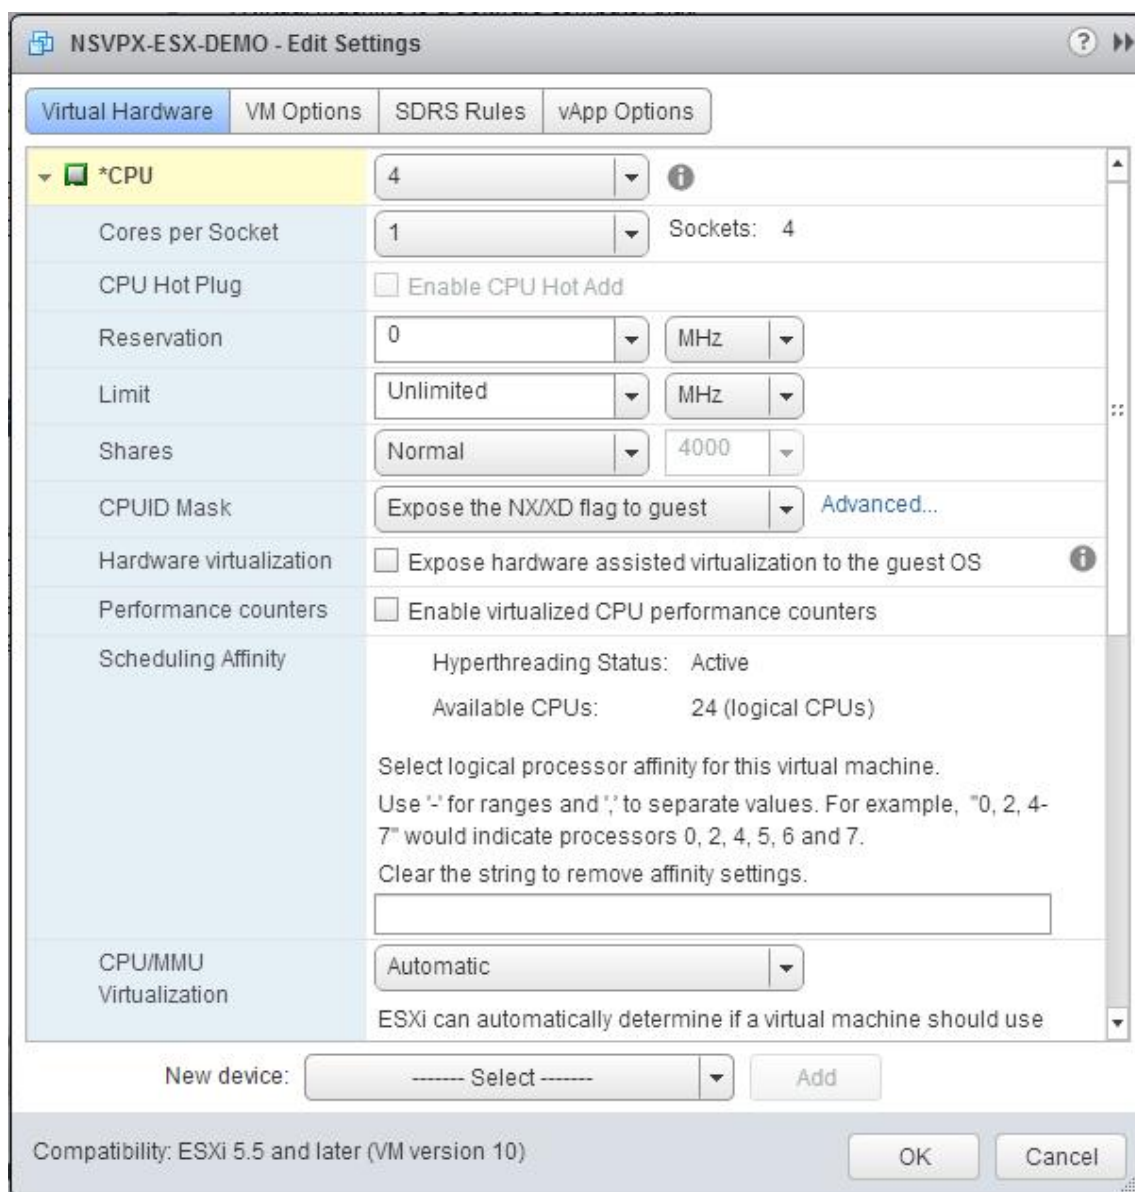 NSVPX-ESX-DEMO - Edit Settings
Virtual Hardware VM Options SDRS Rules vApp Options
*CPU 4
Cores per Socket 1 Sockets: 4
CPU Hot Plug Enable CPU Hot Add
Reservation 0 MHz
Limit Unlimited MHz
Shares Normal 4000
CPUID Mask Expose the NX/XD flag to guest Advanced...
Hardware virtualization Expose hardware assisted virtualization to the guest OS
Performance counters Enable virtualized CPU performance counters
Scheduling Affinity Hyperthreading Status: Active
Available CPUs: 24 (logical CPUs)
Select logical processor affinity for this virtual machine.
Use '-' for ranges and ',' to separate values. For example, "0, 2, 4-
7" would indicate processors 0, 2, 4, 5, 6 and 7.
Clear the string to remove affinity settings.
CPU/MMU
Virtualization Automatic
ESXi can automatically determine if a virtual machine should use
New device: ------- Select ------- Add
Compatibility: ESXi 5.5 and later (VM version 10) OK Cancel